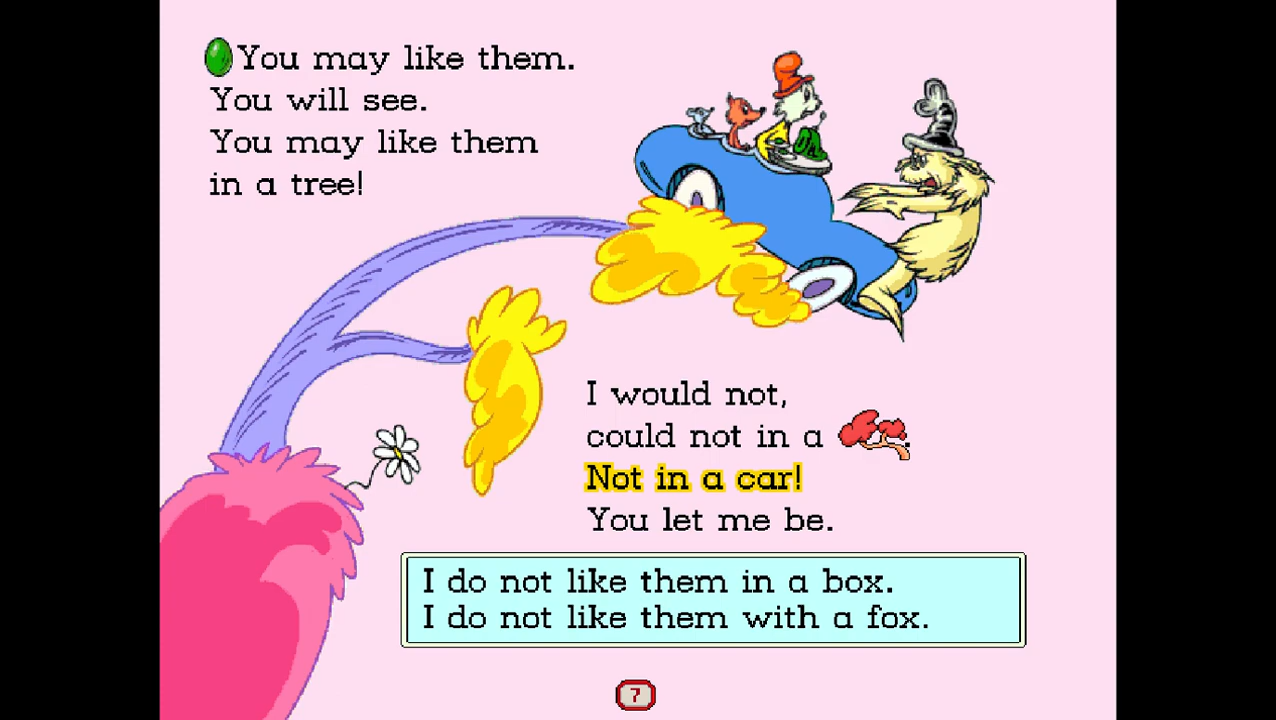 You may like them.
You will see.
You may like them
in a tree!
I would not,
could not in a
Not in a car!
You let me be.
I do not like them in a box.
I do not like them with a fox.
7